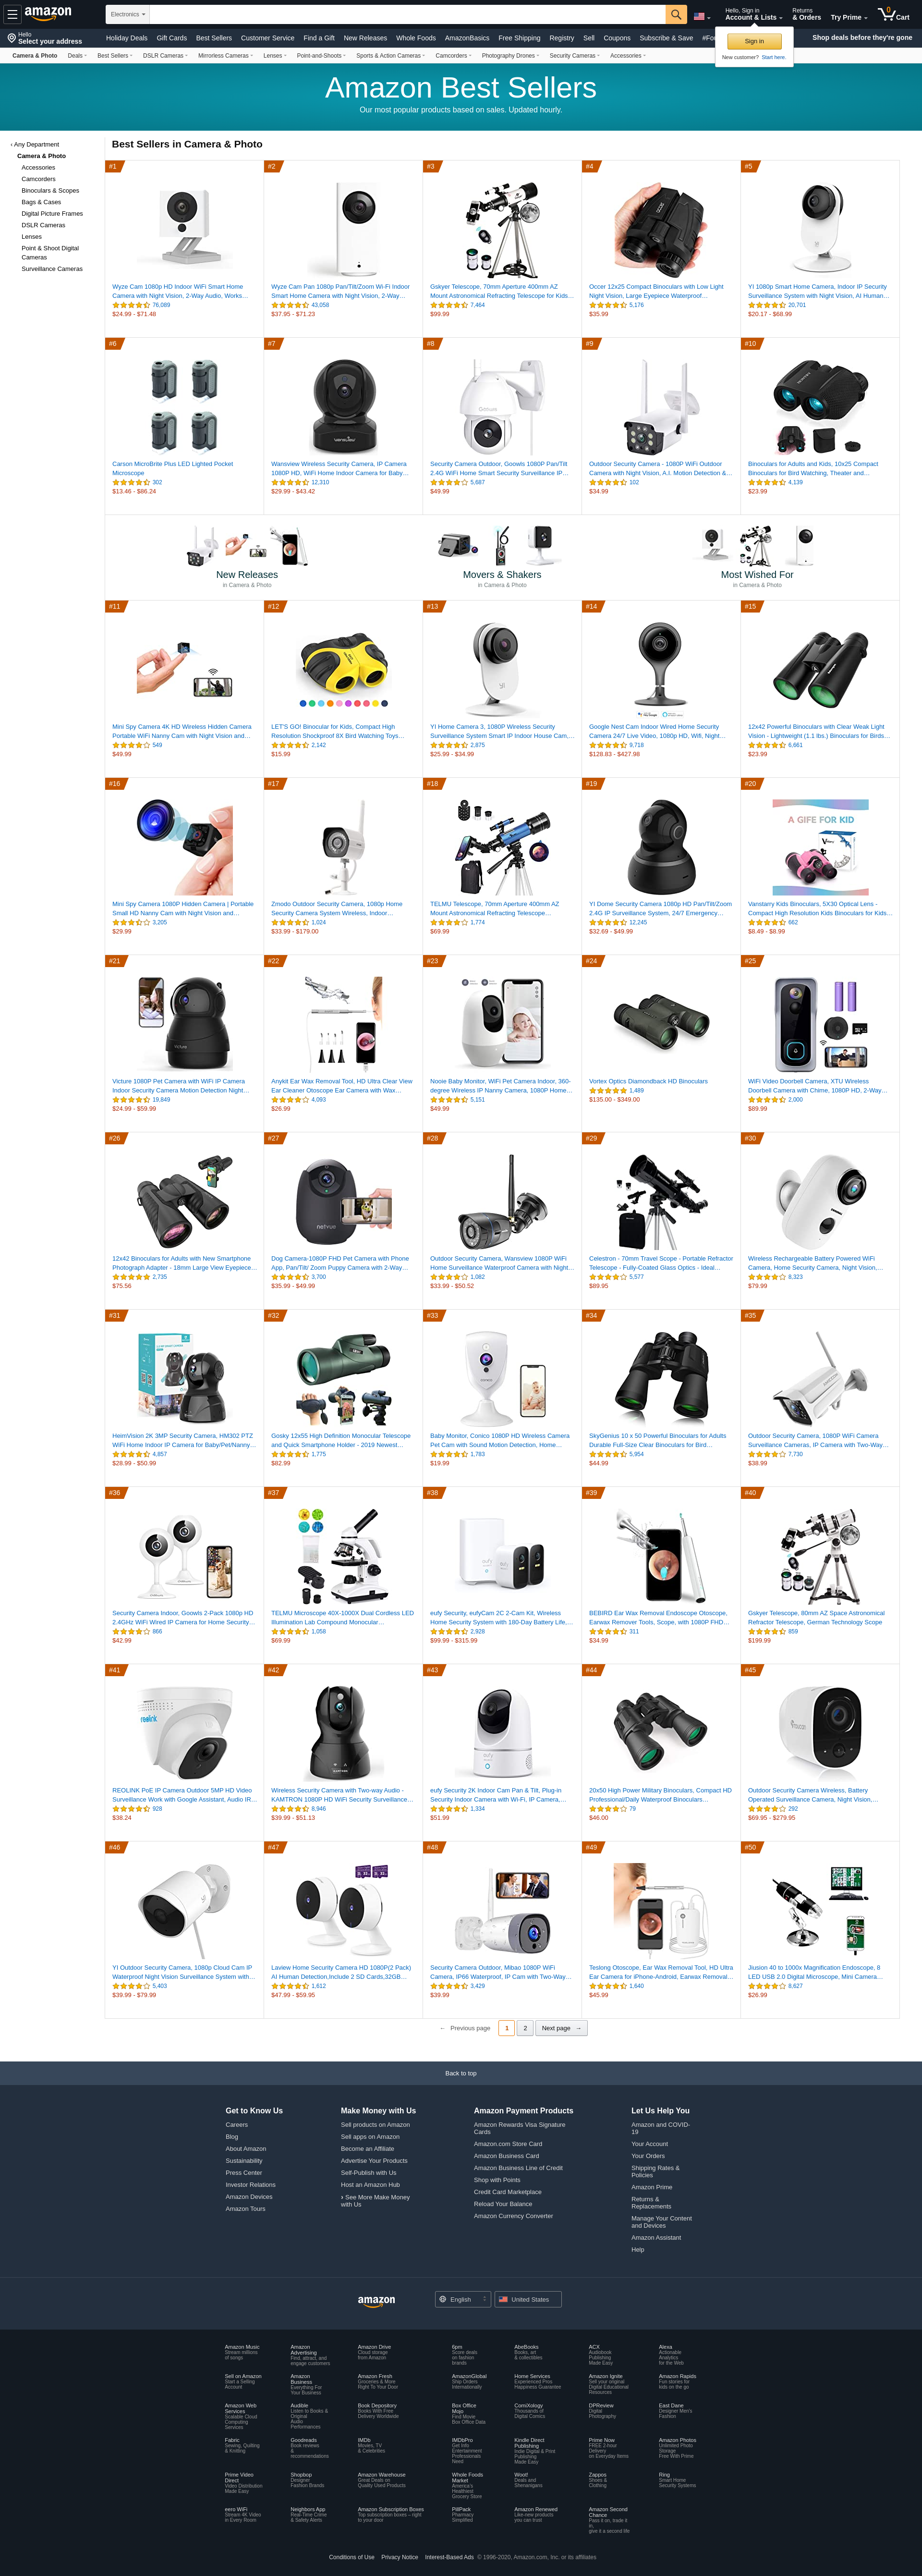 amazon
Electronics
Hello, Sign in
Account & Lists
Returns
& Orders
Try Prime
0
Cart
Hello
Select your address
Holiday Deals Gift Cards Best Sellers Customer Service Find a Gift New Releases Whole Foods AmazonBasics Free Shipping Registry Sell Coupons Subscribe & Save
Shop deals before they're gone
Sign in
New customer? Start here.
Camera & Photo Deals Best Sellers DSLR Cameras Mirrorless Cameras Lenses Point-and-Shoots Sports & Action Cameras Camcorders Photography Drones Security Cameras Accessories
Amazon Best Sellers
Our most popular products based on sales. Updated hourly.
‹ Any Department
Camera & Photo
Accessories
Camcorders
Binoculars & Scopes
Bags & Cases
Digital Picture Frames
DSLR Cameras
Lenses
Point & Shoot Digital
Cameras
Surveillance Cameras
Best Sellers in Camera & Photo
#1
Wyze Cam 1080p HD Indoor WiFi Smart Home
Camera with Night Vision, 2-Way Audio, Works…
76,089
$24.99 - $71.48
#2
Wyze Cam Pan 1080p Pan/Tilt/Zoom Wi-Fi Indoor
Smart Home Camera with Night Vision, 2-Way…
43,058
$37.95 - $71.23
#3
Gskyer Telescope, 70mm Aperture 400mm AZ
Mount Astronomical Refracting Telescope for Kids…
7,464
$99.99
#4
Occer 12x25 Compact Binoculars with Low Light
Night Vision, Large Eyepiece Waterproof…
5,176
$35.99
#5
YI 1080p Smart Home Camera, Indoor IP Security
Surveillance System with Night Vision, AI Human…
20,701
$20.17 - $68.99
#6
Carson MicroBrite Plus LED Lighted Pocket
Microscope
302
$13.46 - $86.24
#7
Wansview Wireless Security Camera, IP Camera
1080P HD, WiFi Home Indoor Camera for Baby…
12,310
$29.99 - $43.42
#8
Security Camera Outdoor, Goowls 1080P Pan/Tilt
2.4G WiFi Home Smart Security Surveillance IP…
5,687
$49.99
#9
Outdoor Security Camera - 1080P WiFi Outdoor
Camera with Night Vision, A.I. Motion Detection &…
102
$34.99
#10
Binoculars for Adults and Kids, 10x25 Compact
Binoculars for Bird Watching, Theater and…
4,139
$23.99
New Releases
in Camera & Photo
Movers & Shakers
in Camera & Photo
Most Wished For
in Camera & Photo
#11
Mini Spy Camera 4K HD Wireless Hidden Camera
Portable WiFi Nanny Cam with Night Vision and…
549
$49.99
#12
LET'S GO! Binocular for Kids, Compact High
Resolution Shockproof 8X Bird Watching Toys…
2,142
$15.99
#13
YI Home Camera 3, 1080P Wireless Security
Surveillance System Smart IP Indoor House Cam,…
2,875
$25.99 - $34.99
#14
Google Nest Cam Indoor Wired Home Security
Camera 24/7 Live Video, 1080p HD, Wifi, Night…
9,718
$128.83 - $427.98
#15
12x42 Powerful Binoculars with Clear Weak Light
Vision - Lightweight (1.1 lbs.) Binoculars for Birds…
6,661
$23.99
#16
Mini Spy Camera 1080P Hidden Camera | Portable
Small HD Nanny Cam with Night Vision and…
3,205
$29.99
#17
Zmodo Outdoor Security Camera, 1080p Home
Security Camera System Wireless, Indoor…
1,024
$33.99 - $179.00
#18
TELMU Telescope, 70mm Aperture 400mm AZ
Mount Astronomical Refracting Telescope…
1,774
$69.99
#19
YI Dome Security Camera 1080p HD Pan/Tilt/Zoom
2.4G IP Surveillance System, 24/7 Emergency…
12,245
$32.69 - $49.99
#20
A GIFE FOR KID
Vanstarry Kids Binoculars, 5X30 Optical Lens -
Compact High Resolution Kids Binoculars for Kids…
662
$8.49 - $8.99
#21
Victure 1080P Pet Camera with WiFi IP Camera
Indoor Security Camera Motion Detection Night…
19,849
$24.99 - $59.99
#22
Anykit Ear Wax Removal Tool, HD Ultra Clear View
Ear Cleaner Otoscope Ear Camera with Wax…
4,093
$26.99
#23
Nooie Baby Monitor, WiFi Pet Camera Indoor, 360-
degree Wireless IP Nanny Camera, 1080P Home…
5,151
$49.99
#24
Vortex Optics Diamondback HD Binoculars
1,489
$135.00 - $349.00
#25
WiFi Video Doorbell Camera, XTU Wireless
Doorbell Camera with Chime, 1080P HD, 2-Way…
2,000
$89.99
#26
12x42 Binoculars for Adults with New Smartphone
Photograph Adapter - 18mm Large View Eyepiece…
2,735
$75.56
#27
Dog Camera-1080P FHD Pet Camera with Phone
App, Pan/Tilt/ Zoom Puppy Camera with 2-Way…
3,700
$35.99 - $49.99
#28
Outdoor Security Camera, Wansview 1080P WiFi
Home Surveillance Waterproof Camera with Night…
1,082
$33.99 - $50.52
#29
Celestron - 70mm Travel Scope - Portable Refractor
Telescope - Fully-Coated Glass Optics - Ideal…
5,577
$89.95
#30
Wireless Rechargeable Battery Powered WiFi
Camera, Home Security Camera, Night Vision,…
8,323
$79.99
#31
HeimVision 2K 3MP Security Camera, HM302 PTZ
WiFi Home Indoor IP Camera for Baby/Pet/Nanny…
4,857
$28.99 - $50.99
#32
Gosky 12x55 High Definition Monocular Telescope
and Quick Smartphone Holder - 2019 Newest…
1,775
$82.99
#33
Baby Monitor, Conico 1080P HD Wireless Camera
Pet Cam with Sound Motion Detection, Home…
1,783
$19.99
#34
SkyGenius 10 x 50 Powerful Binoculars for Adults
Durable Full-Size Clear Binoculars for Bird…
5,954
$44.99
#35
Outdoor Security Camera, 1080P WiFi Camera
Surveillance Cameras, IP Camera with Two-Way…
7,730
$38.99
#36
Security Camera Indoor, Goowls 2-Pack 1080p HD
2.4GHz WiFi Wired IP Camera for Home Security…
866
$42.99
#37
TELMU Microscope 40X-1000X Dual Cordless LED
Illumination Lab Compound Monocular…
1,058
$69.99
#38
eufy Security, eufyCam 2C 2-Cam Kit, Wireless
Home Security System with 180-Day Battery Life,…
2,928
$99.99 - $315.99
#39
BEBIRD Ear Wax Removal Endoscope Otoscope,
Earwax Remover Tools, Scope, with 1080P FHD…
311
$34.99
#40
Gskyer Telescope, 80mm AZ Space Astronomical
Refractor Telescope, German Technology Scope
859
$199.99
#41
REOLINK PoE IP Camera Outdoor 5MP HD Video
Surveillance Work with Google Assistant, Audio IR…
928
$38.24
#42
Wireless Security Camera with Two-way Audio -
KAMTRON 1080P HD WiFi Security Surveillance…
8,946
$39.99 - $51.13
#43
eufy Security 2K Indoor Cam Pan & Tilt, Plug-in
Security Indoor Camera with Wi-Fi, IP Camera,…
1,334
$51.99
#44
20x50 High Power Military Binoculars, Compact HD
Professional/Daily Waterproof Binoculars…
79
$46.00
#45
Outdoor Security Camera Wireless, Battery
Operated Surveillance Camera, Night Vision,…
292
$69.95 - $279.95
#46
YI Outdoor Security Camera, 1080p Cloud Cam IP
Waterproof Night Vision Surveillance System with…
5,403
$39.99 - $79.99
#47
Laview Home Security Camera HD 1080P(2 Pack)
AI Human Detection,Include 2 SD Cards,32GB…
1,612
$47.99 - $59.95
#48
Security Camera Outdoor, Mibao 1080P WiFi
Camera, IP66 Waterproof, IP Cam with Two-Way…
3,429
$39.99
#49
Teslong Otoscope, Ear Wax Removal Tool, HD Ultra
Ear Camera for iPhone-Android, Earwax Removal…
1,640
$45.99
#50
Jiusion 40 to 1000x Magnification Endoscope, 8
LED USB 2.0 Digital Microscope, Mini Camera…
8,627
$26.99
← Previous page 1 2 Next page →
Back to top
Get to Know Us
Careers
Blog
About Amazon
Sustainability
Press Center
Investor Relations
Amazon Devices
Amazon Tours
Make Money with Us
Sell products on Amazon
Sell apps on Amazon
Become an Affiliate
Advertise Your Products
Self-Publish with Us
Host an Amazon Hub
› See More Make Money
with Us
Amazon Payment Products
Amazon Rewards Visa Signature
Cards
Amazon.com Store Card
Amazon Business Card
Amazon Business Line of Credit
Shop with Points
Credit Card Marketplace
Reload Your Balance
Amazon Currency Converter
Let Us Help You
Amazon and COVID-
19
Your Account
Your Orders
Shipping Rates &
Policies
Amazon Prime
Returns &
Replacements
Manage Your Content
and Devices
Amazon Assistant
Help
amazon
English
United States
Amazon Music
Stream millions
of songs
Amazon
Advertising
Find, attract, and
engage customers
Amazon Drive
Cloud storage
from Amazon
6pm
Score deals
on fashion
brands
AbeBooks
Books, art
& collectibles
ACX
Audiobook
Publishing
Made Easy
Alexa
Actionable
Analytics
for the Web
Sell on Amazon
Start a Selling
Account
Amazon
Business
Everything For
Your Business
Amazon Fresh
Groceries & More
Right To Your Door
AmazonGlobal
Ship Orders
Internationally
Home Services
Experienced Pros
Happiness Guarantee
Amazon Ignite
Sell your original
Digital Educational
Resources
Amazon Rapids
Fun stories for
kids on the go
Amazon Web
Services
Scalable Cloud
Computing
Services
Audible
Listen to Books &
Original
Audio
Performances
Book Depository
Books With Free
Delivery Worldwide
Box Office
Mojo
Find Movie
Box Office Data
ComiXology
Thousands of
Digital Comics
DPReview
Digital
Photography
East Dane
Designer Men's
Fashion
Fabric
Sewing, Quilting
& Knitting
Goodreads
Book reviews
&
recommendations
IMDb
Movies, TV
& Celebrities
IMDbPro
Get Info
Entertainment
Professionals
Need
Kindle Direct
Publishing
Indie Digital & Print
Publishing
Made Easy
Prime Now
FREE 2-hour
Delivery
on Everyday Items
Amazon Photos
Unlimited Photo
Storage
Free With Prime
Prime Video
Direct
Video Distribution
Made Easy
Shopbop
Designer
Fashion Brands
Amazon Warehouse
Great Deals on
Quality Used Products
Whole Foods
Market
America's
Healthiest
Grocery Store
Woot!
Deals and
Shenanigans
Zappos
Shoes &
Clothing
Ring
Smart Home
Security Systems
eero WiFi
Stream 4K Video
in Every Room
Neighbors App
Real-Time Crime
& Safety Alerts
Amazon Subscription Boxes
Top subscription boxes – right
to your door
PillPack
Pharmacy
Simplified
Amazon Renewed
Like-new products
you can trust
Amazon Second
Chance
Pass it on, trade it
in,
give it a second life
Conditions of Use Privacy Notice Interest-Based Ads © 1996-2020, Amazon.com, Inc. or its affiliates